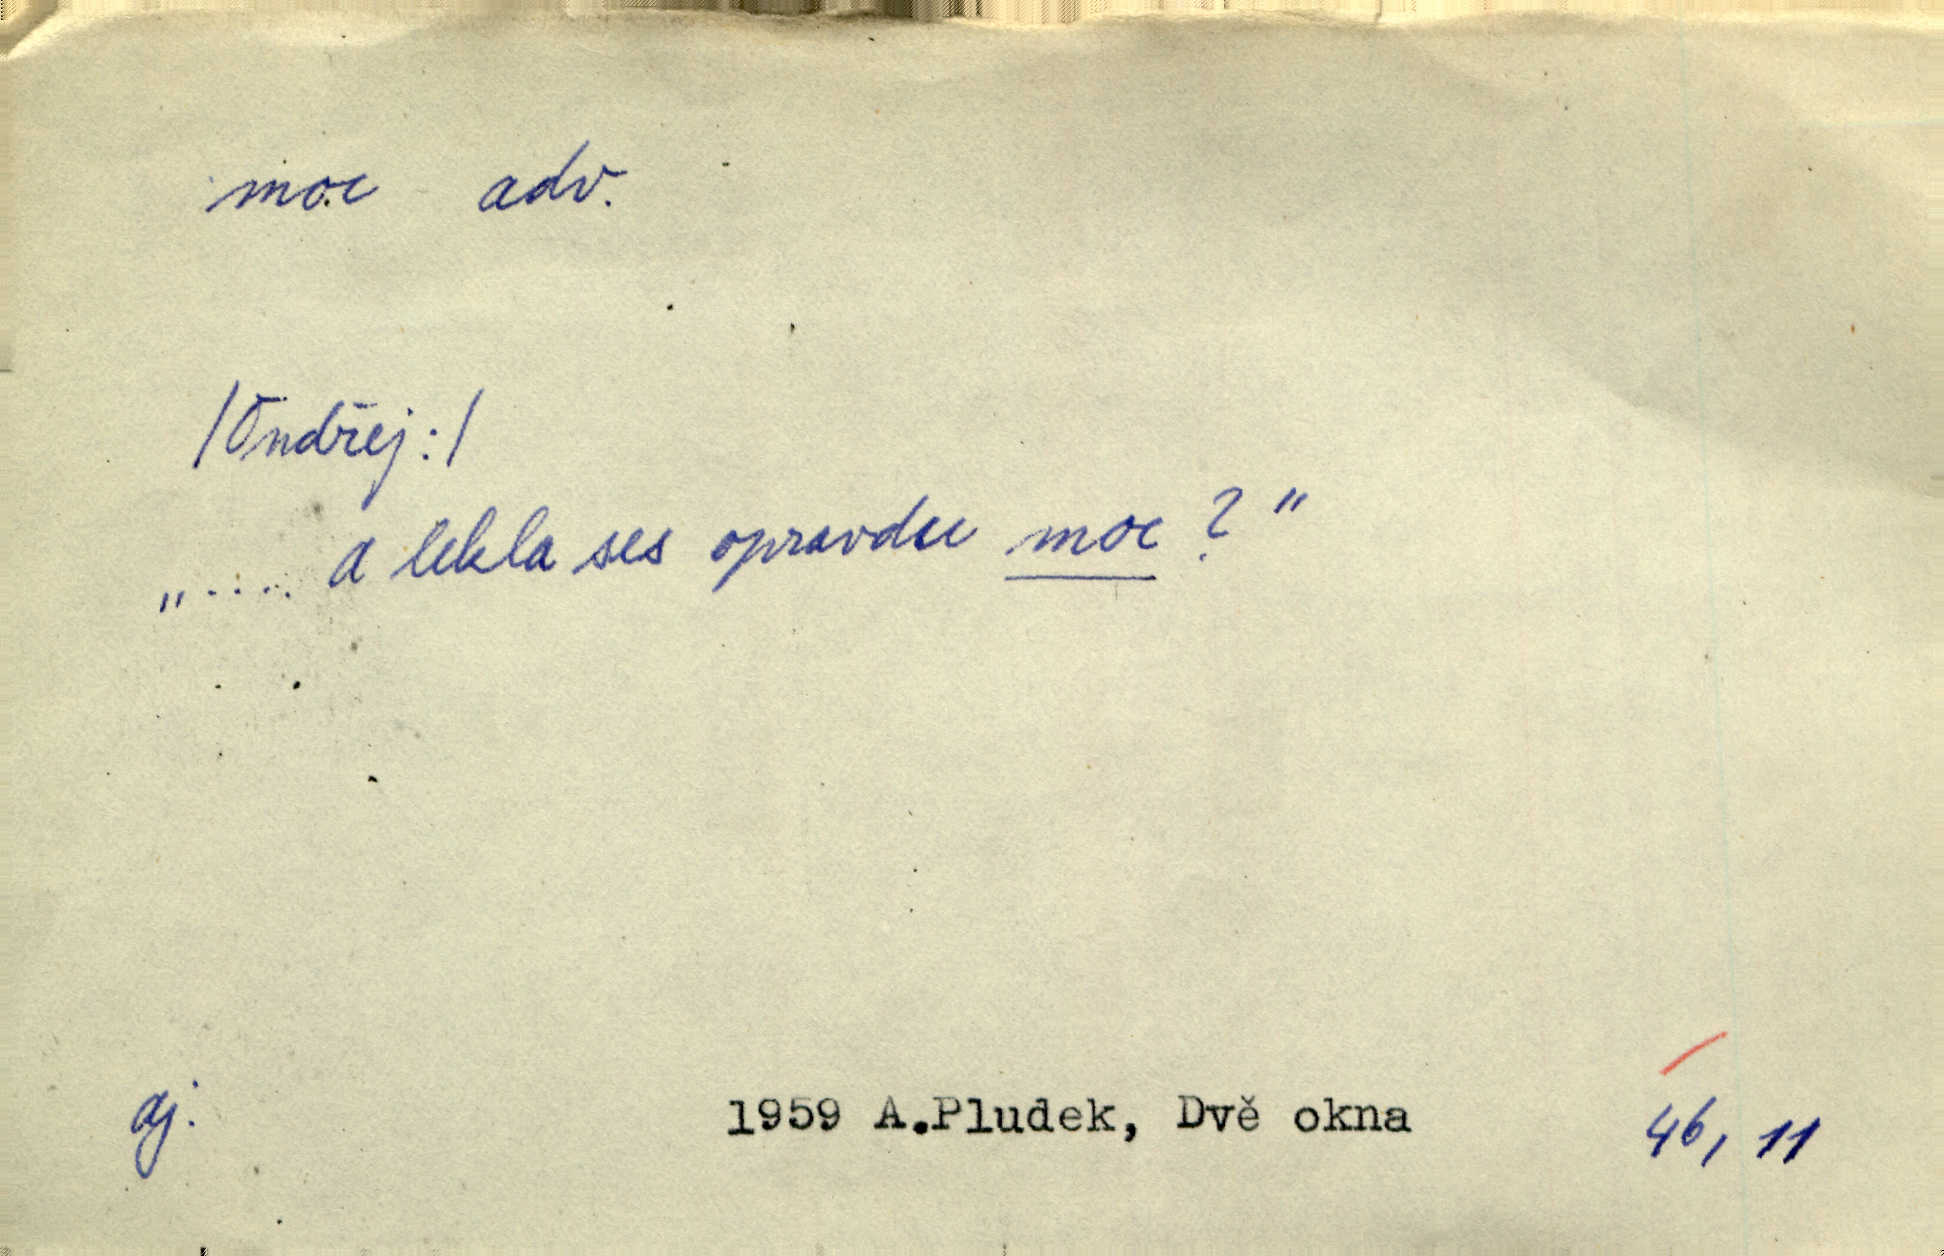 moc adv.
/Ondřej:/
„.... a lekla ses opravdu moc?"
aj. 1959 A.Pludek, Dvě okna 46, 11